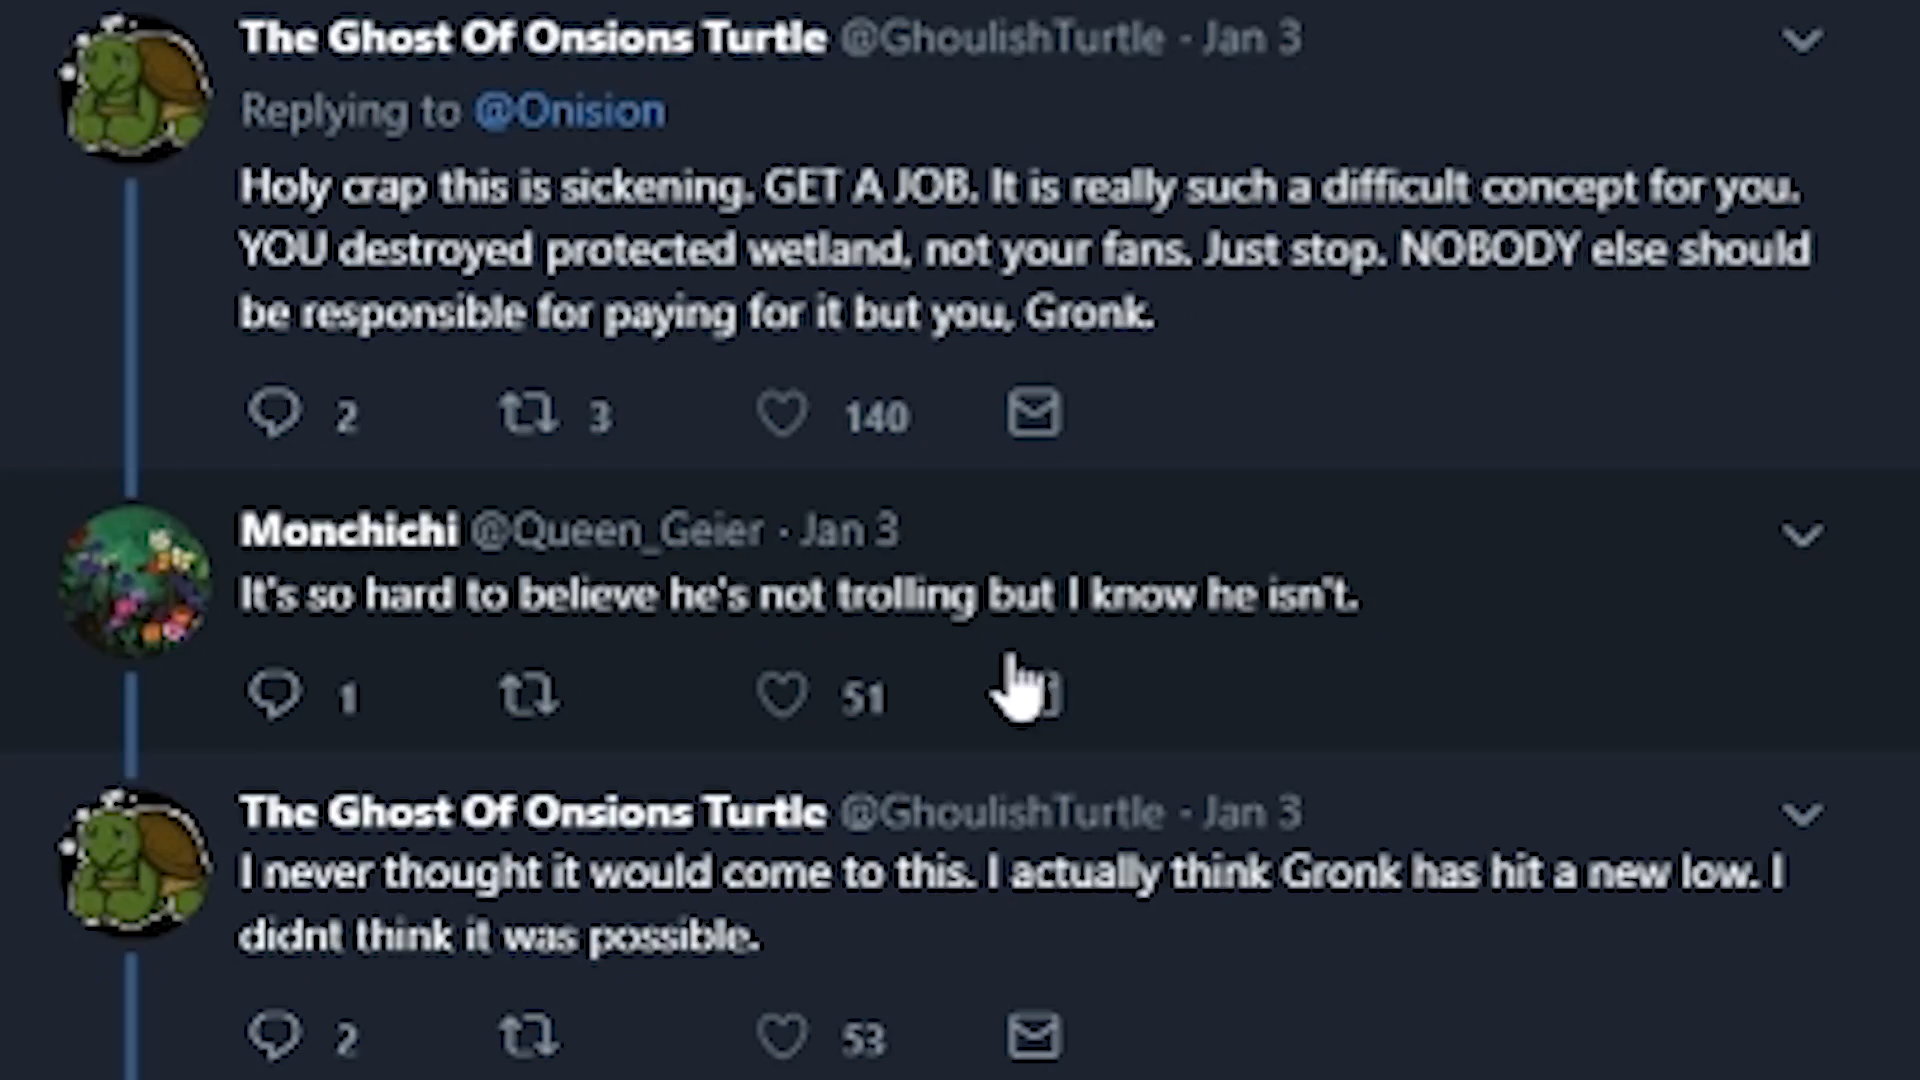 The Ghost Of Onsions Turtle @GhoulishTurtle · Jan 3
Replying to @Onision
Holy crap this is sickening. GET A JOB. It is really such a difficult concept for you.
YOU destroyed protected wetland, not your fans. Just stop. NOBODY else should
be responsible for paying for it but you, Gronk.
2 3 140
Monchichi @Queen_Geier · Jan 3
It's so hard to believe he's not trolling but I know he isn't.
1 51
The Ghost Of Onsions Turtle @GhoulishTurtle · Jan 3
I never thought it would come to this. I actually think Gronk has hit a new low. I
didnt think it was possible.
2 53